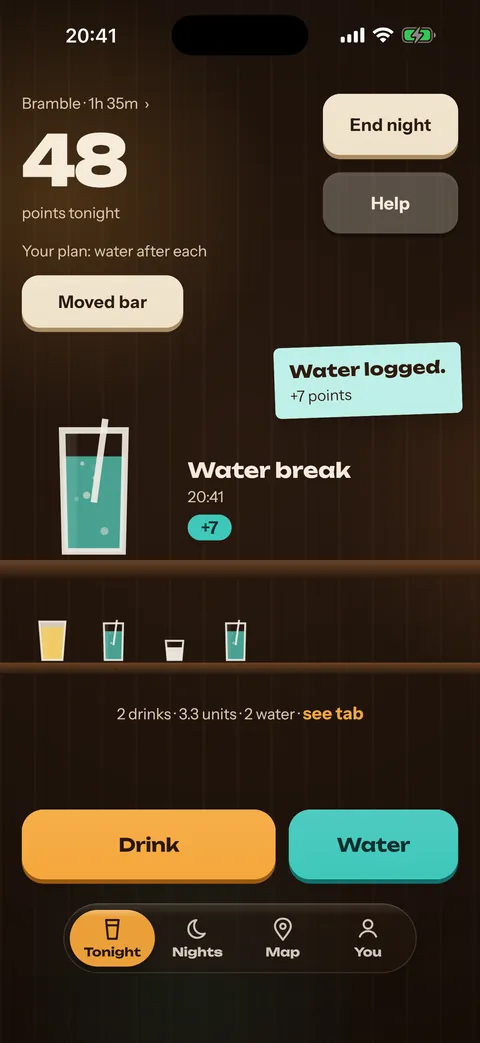 20:41
Bramble · 1h 35m ›
48
points tonight
Your plan: water after each
Moved bar
End night
Help
Water logged.
+7 points
Water break
20:41
+7
2 drinks · 3.3 units · 2 water · see tab
Drink
Water
Tonight
Nights
Map
You